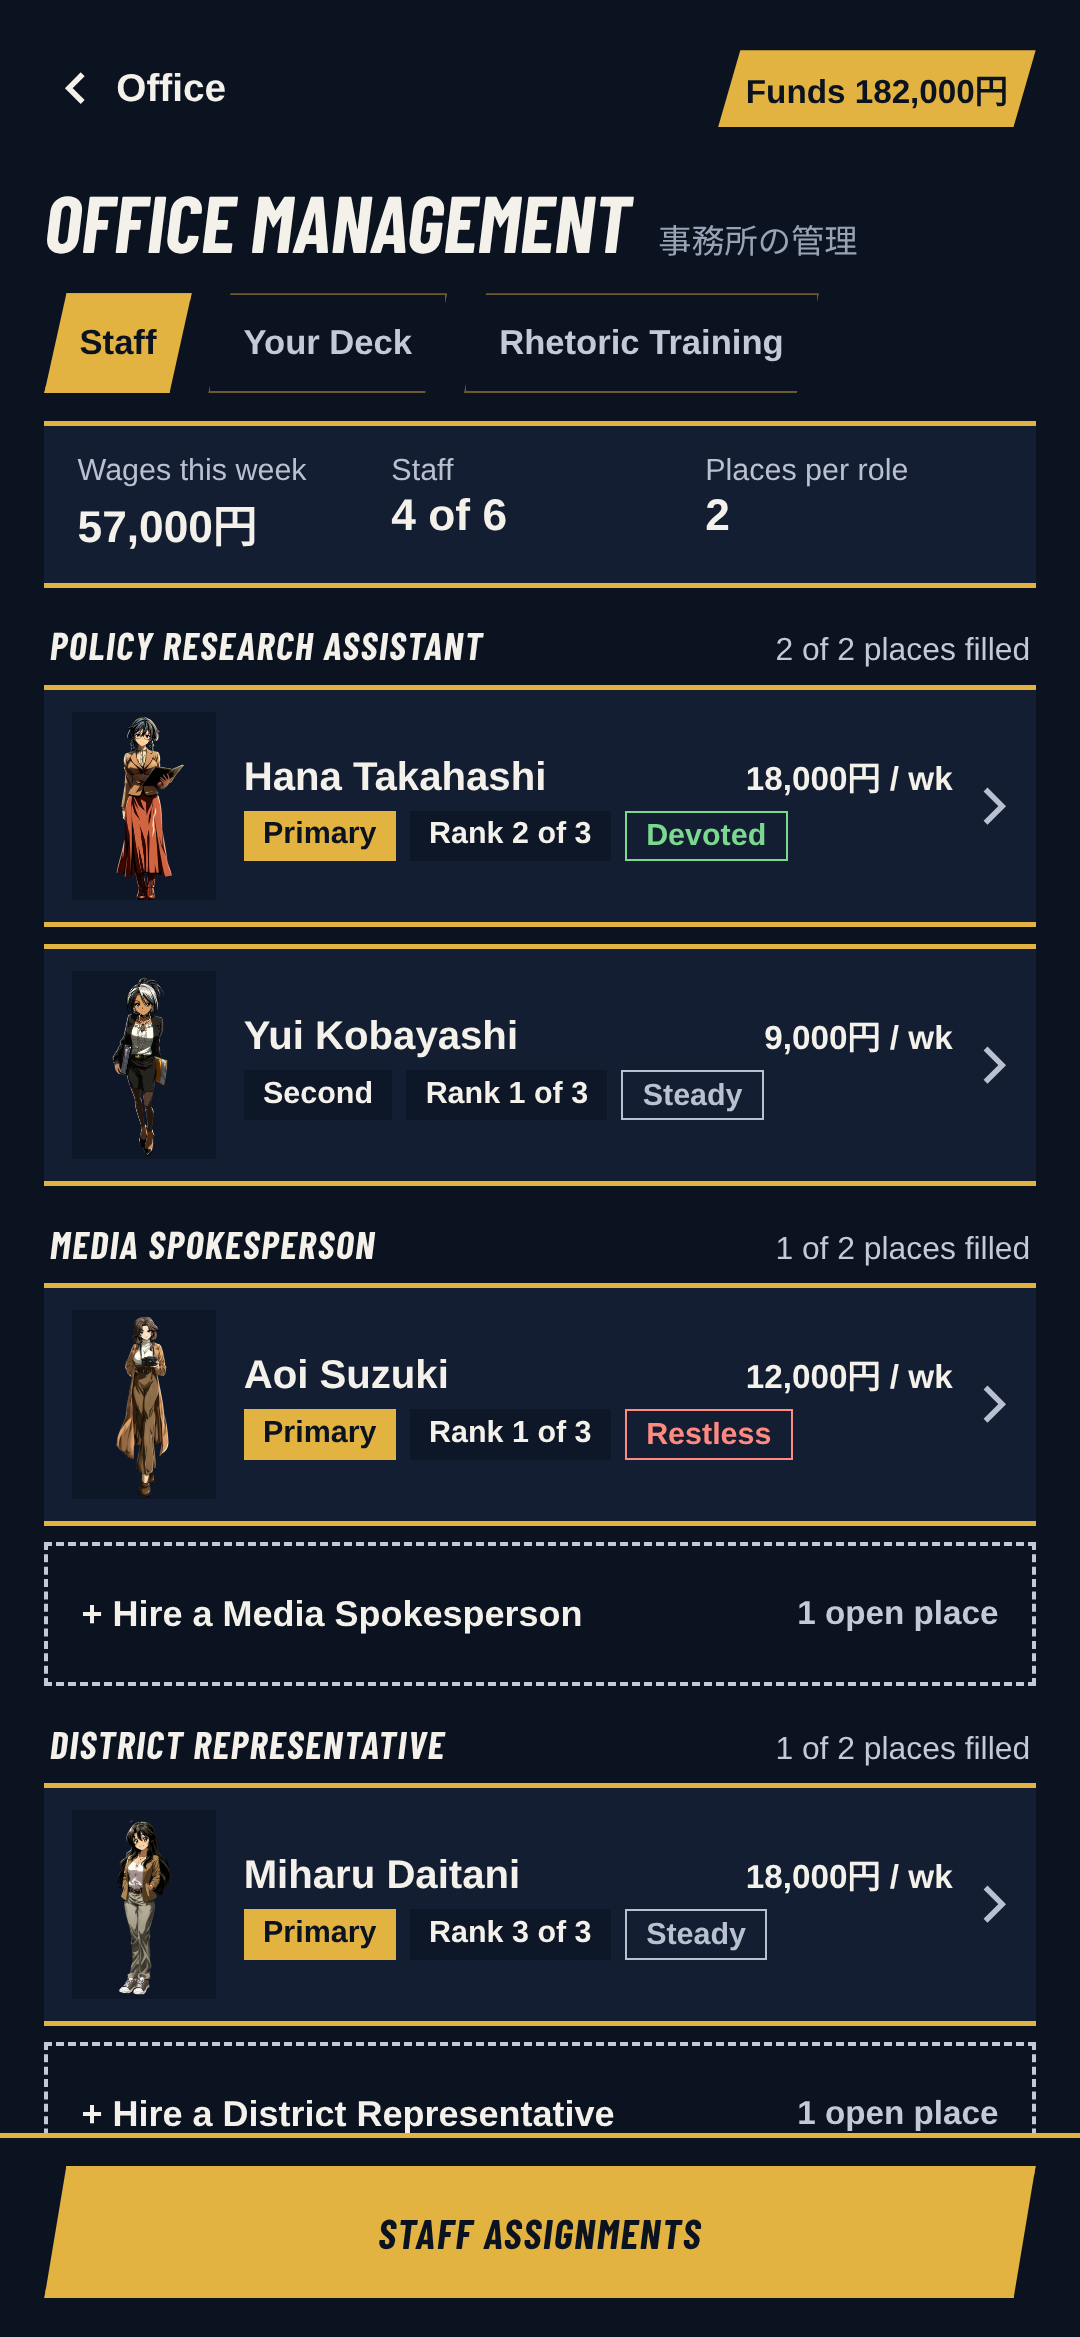 Office
Funds 182,000円
OFFICE MANAGEMENT 事務所の管理
Staff
Your Deck
Rhetoric Training
Wages this week
57,000円
Staff
4 of 6
Places per role
2
POLICY RESEARCH ASSISTANT
2 of 2 places filled
Hana Takahashi
18,000円 / wk
Primary
Rank 2 of 3
Devoted
Yui Kobayashi
9,000円 / wk
Second
Rank 1 of 3
Steady
MEDIA SPOKESPERSON
1 of 2 places filled
Aoi Suzuki
12,000円 / wk
Primary
Rank 1 of 3
Restless
+ Hire a Media Spokesperson
1 open place
DISTRICT REPRESENTATIVE
1 of 2 places filled
Miharu Daitani
18,000円 / wk
Primary
Rank 3 of 3
Steady
+ Hire a District Representative
1 open place
STAFF ASSIGNMENTS